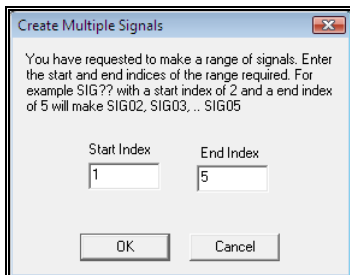 Create Multiple Signals
You have requested to make a range of signals. Enter
the start and end indices of the range required. For
example SIG?? with a start index of 2 and a end index
of 5 will make SIG02, SIG03, .. SIG05
Start Index End Index
1 5
OK Cancel